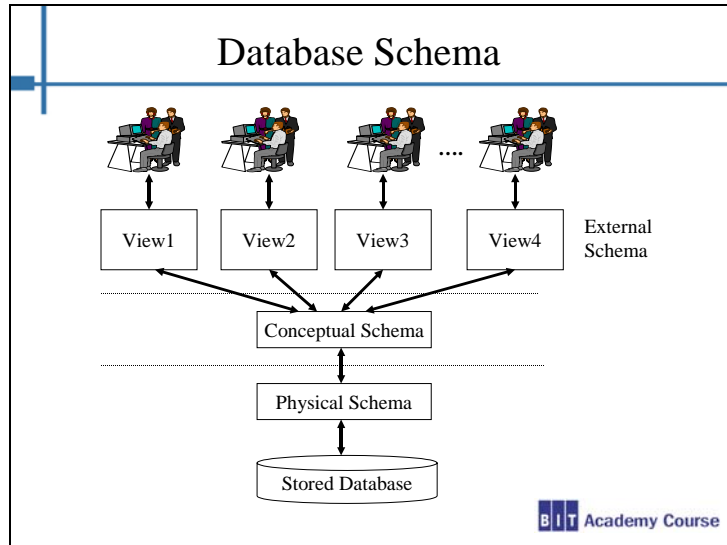 Database Schema
....
View1
View2
View3
View4
External
Schema
Conceptual Schema
Physical Schema
Stored Database
BIT Academy Course